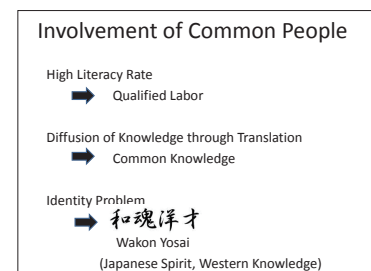 Involvement of Common People
High Literacy Rate
Qualified Labor
Diffusion of Knowledge through Translation
Common Knowledge
Identity Problem
和魂洋才
Wakon Yosai
(Japanese Spirit, Western Knowledge)